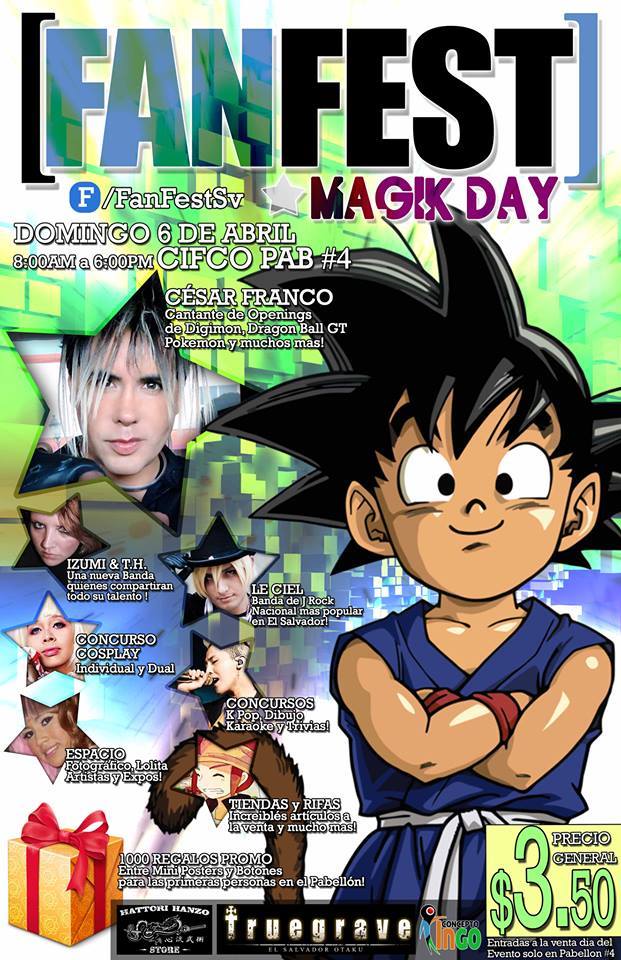 [FANFEST]
F/FanFestSv
MAGIK DAY
DOMINGO 6 DE ABRIL
8:00AM a 6:00PM CIFCO PAB #4
CÉSAR FRANCO
Cantante de Openings
de Digimon, Dragon Ball GT
Pokemon y muchos mas!
IZUMI & T.H.
Una nueva Banda
quienes compartiran
todo su talento !
LE CIEL
Banda de J Rock
Nacional mas popular
en El Salvador!
CONCURSO
COSPLAY
Individual y Dual
CONCURSOS
K Pop, Dibujo
Karaoke y Trivias!
ESPACIO
Fotográfico, Lolita
Artistas y Expos!
TIENDAS y RIFAS
Increiblés artículos a
la venta y mucho mas!
1000 REGALOS PROMO
Entre Mini Posters y Botones
para las primeras personas en el Pabellón!
PRECIO
GENERAL
$3.50
Entradas a la venta dia del
Evento solo en Pabellon #4
HATTORI HANZO
STORE
truegrave
EL SALVADOR OTAKU
CONCEPTO
InGO